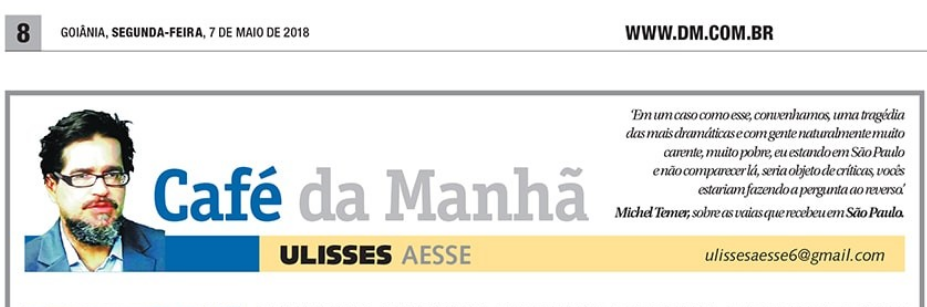 8
GOIÂNIA, SEGUNDA-FEIRA, 7 DE MAIO DE 2018
WWW.DM.COM.BR
'Em um caso como esse, convenhamos, uma tragédia
das mais dramáticas e com gente naturalmente muito
carente, muito pobre, eu estando em São Paulo
e não comparecer lá, seria objeto de críticas, vocês
estariam fazendo a pergunta ao reverso.'
Michel Temer, sobre as vaias que recebeu em São Paulo.
Café da Manhã
ULISSES AESSE
ulissesaesse6@gmail.com